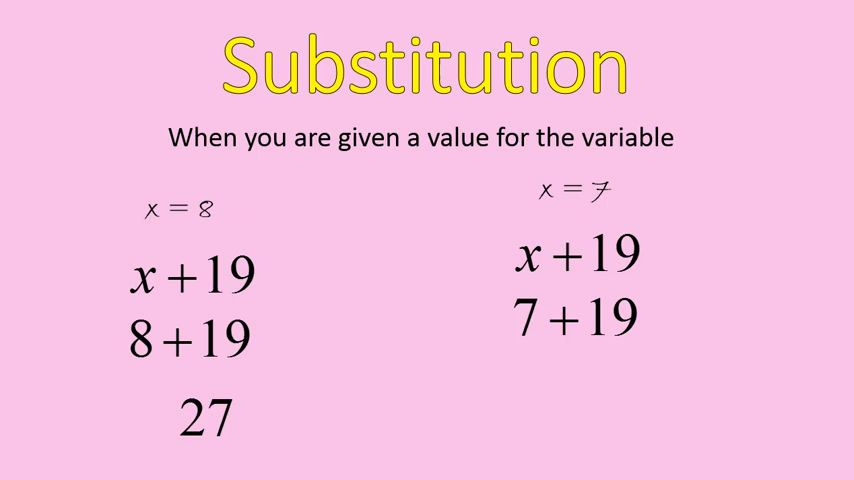 Substitution
When you are given a value for the variable
x = 8
x + 19
8 + 19
27
x = 7
x + 19
7 + 19